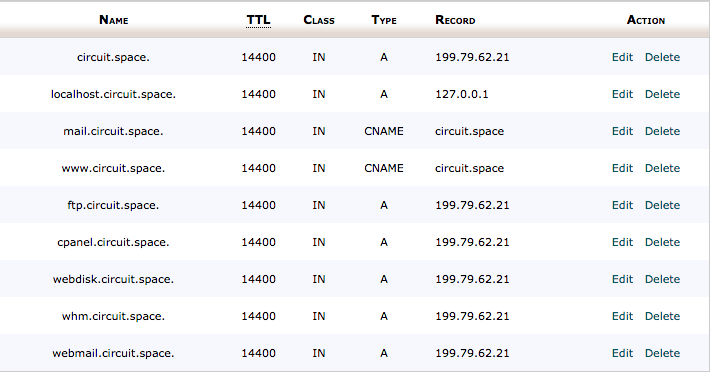 Name TTL Class Type Record Action
circuit.space. 14400 IN A 199.79.62.21 Edit Delete
localhost.circuit.space. 14400 IN A 127.0.0.1 Edit Delete
mail.circuit.space. 14400 IN CNAME circuit.space Edit Delete
www.circuit.space. 14400 IN CNAME circuit.space Edit Delete
ftp.circuit.space. 14400 IN A 199.79.62.21 Edit Delete
cpanel.circuit.space. 14400 IN A 199.79.62.21 Edit Delete
webdisk.circuit.space. 14400 IN A 199.79.62.21 Edit Delete
whm.circuit.space. 14400 IN A 199.79.62.21 Edit Delete
webmail.circuit.space. 14400 IN A 199.79.62.21 Edit Delete